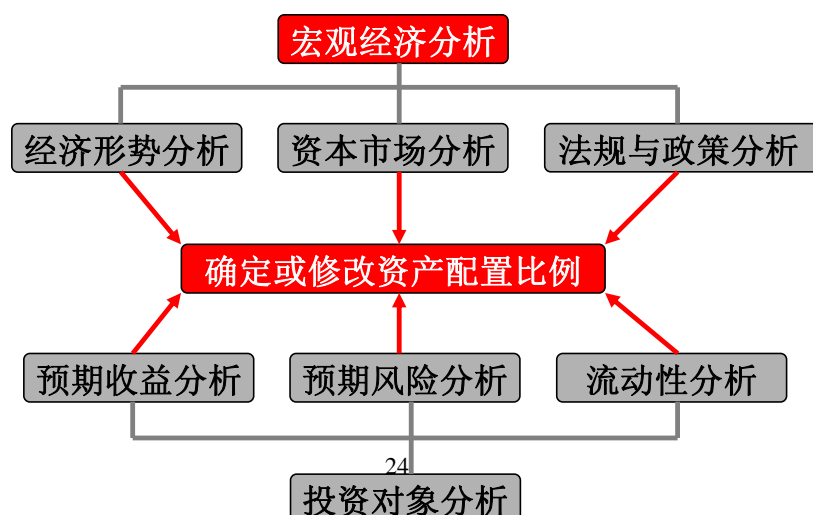 宏观经济分析
经济形势分析
资本市场分析
法规与政策分析
确定或修改资产配置比例
预期收益分析
预期风险分析
流动性分析
24
投资对象分析